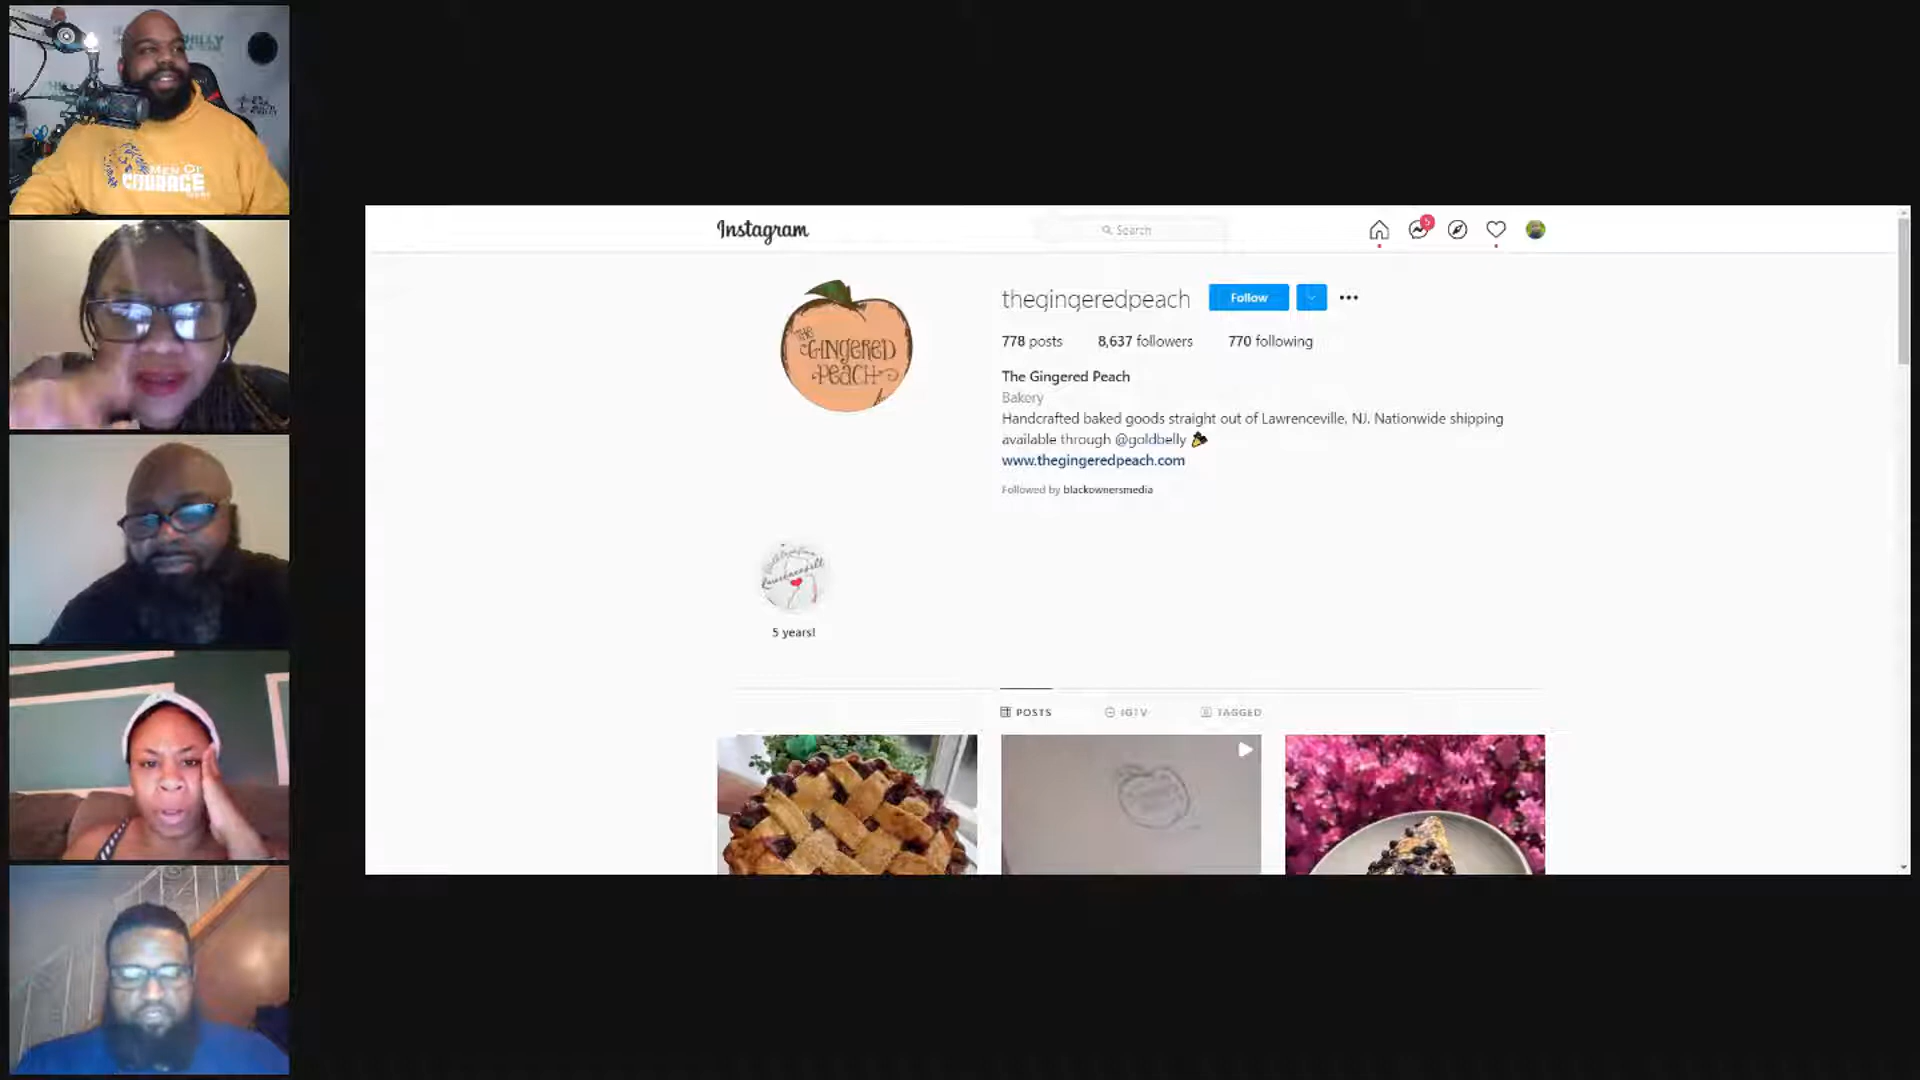 HILLY
MEN OF
COURAGE
Instagram
Search
5
THE
GINGERED
PEACH
thegingeredpeach
Follow
778 posts 8,637 followers 770 following
The Gingered Peach
Bakery
Handcrafted baked goods straight out of Lawrenceville, NJ. Nationwide shipping
available through @goldbelly
www.thegingeredpeach.com
Followed by blackownersmedia
5 years!
POSTS IGTV TAGGED